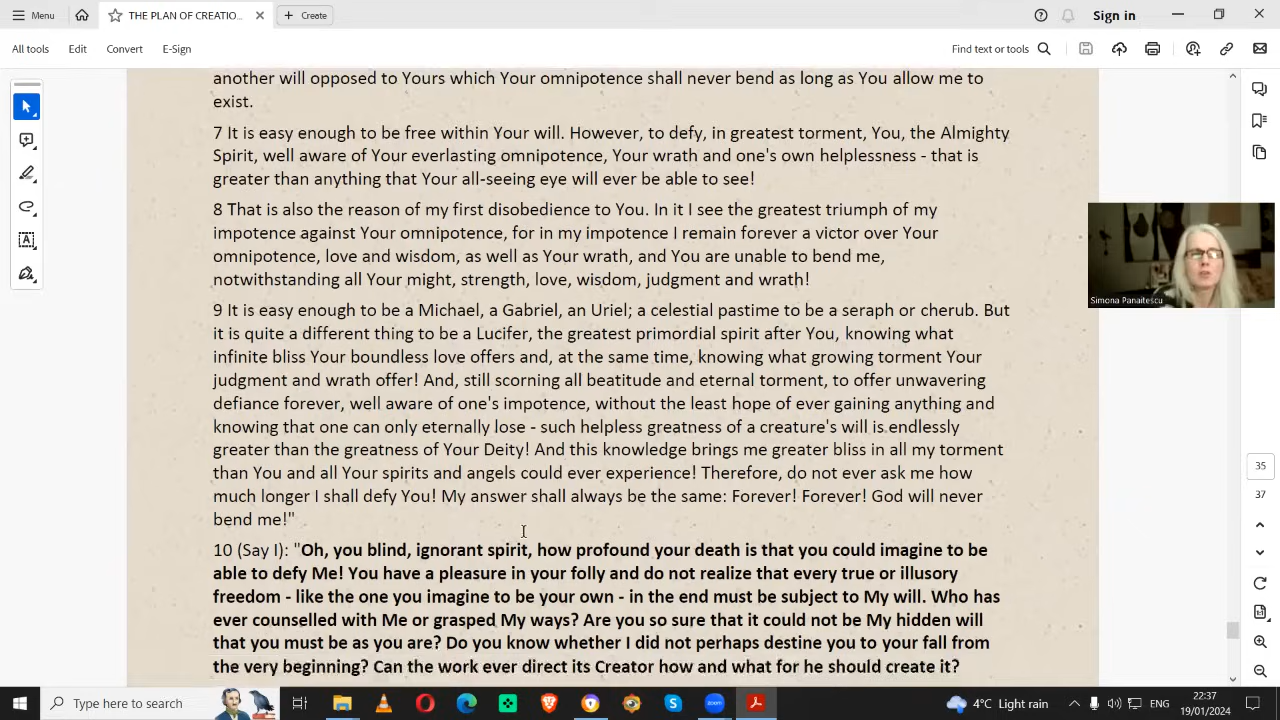 Menu
THE PLAN OF CREATIO...
Create
Sign in
All tools
Edit
Convert
E-Sign
Find text or tools
another will opposed to Yours which Your omnipotence shall never bend as long as You allow me to
exist.
7 It is easy enough to be free within Your will. However, to defy, in greatest torment, You, the Almighty
Spirit, well aware of Your everlasting omnipotence, Your wrath and one's own helplessness - that is
greater than anything that Your all-seeing eye will ever be able to see!
8 That is also the reason of my first disobedience to You. In it I see the greatest triumph of my
impotence against Your omnipotence, for in my impotence I remain forever a victor over Your
omnipotence, love and wisdom, as well as Your wrath, and You are unable to bend me,
notwithstanding all Your might, strength, love, wisdom, judgment and wrath!
9 It is easy enough to be a Michael, a Gabriel, an Uriel; a celestial pastime to be a seraph or cherub. But
it is quite a different thing to be a Lucifer, the greatest primordial spirit after You, knowing what
infinite bliss Your boundless love offers and, at the same time, knowing what growing torment Your
judgment and wrath offer! And, still scorning all beatitude and eternal torment, to offer unwavering
defiance forever, well aware of one's impotence, without the least hope of ever gaining anything and
knowing that one can only eternally lose - such helpless greatness of a creature's will is endlessly
greater than the greatness of Your Deity! And this knowledge brings me greater bliss in all my torment
than You and all Your spirits and angels could ever experience! Therefore, do not ever ask me how
much longer I shall defy You! My answer shall always be the same: Forever! Forever! God will never
bend me!"
10 (Say I): "Oh, you blind, ignorant spirit, how profound your death is that you could imagine to be
able to defy Me! You have a pleasure in your folly and do not realize that every true or illusory
freedom - like the one you imagine to be your own - in the end must be subject to My will. Who has
ever counselled with Me or grasped My ways? Are you so sure that it could not be My hidden will
that you must be as you are? Do you know whether I did not perhaps destine you to your fall from
the very beginning? Can the work ever direct its Creator how and what for he should create it?
Simona Panaitescu
35
37
Type here to search
zoom
4°C Light rain
ENG
22:37
19/01/2024